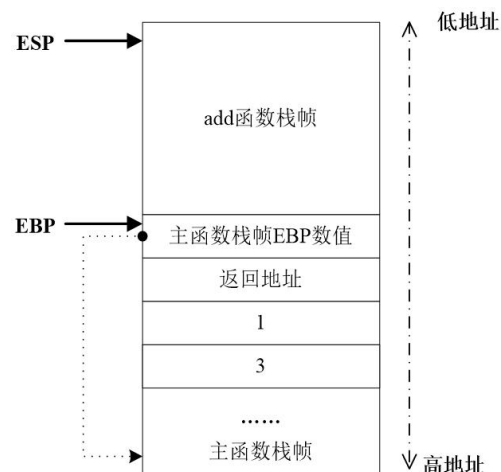 低地址
ESP
add函数栈帧
EBP
主函数栈帧EBP数值
返回地址
1
3
……
主函数栈帧
高地址